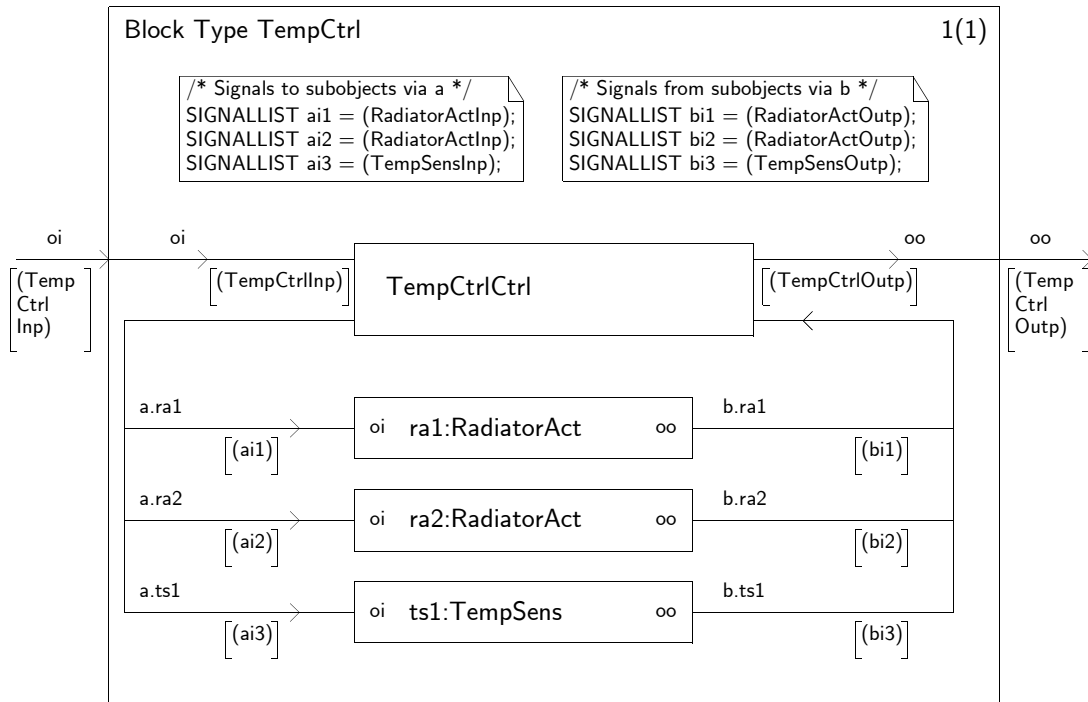 Block Type TempCtrl
1(1)
/* Signals to subobjects via a */
SIGNALLIST ai1 = (RadiatorActInp);
SIGNALLIST ai2 = (RadiatorActInp);
SIGNALLIST ai3 = (TempSensInp);
/* Signals from subobjects via b */
SIGNALLIST bi1 = (RadiatorActOutp);
SIGNALLIST bi2 = (RadiatorActOutp);
SIGNALLIST bi3 = (TempSensOutp);
oi
oi
oo
oo
(Temp
Ctrl
Inp)
(TempCtrlInp)
TempCtrlCtrl
(TempCtrlOutp)
(Temp
Ctrl
Outp)
a.ra1
(ai1)
oi ra1:RadiatorAct oo
b.ra1
(bi1)
a.ra2
(ai2)
oi ra2:RadiatorAct oo
b.ra2
(bi2)
a.ts1
(ai3)
oi ts1:TempSens oo
b.ts1
(bi3)